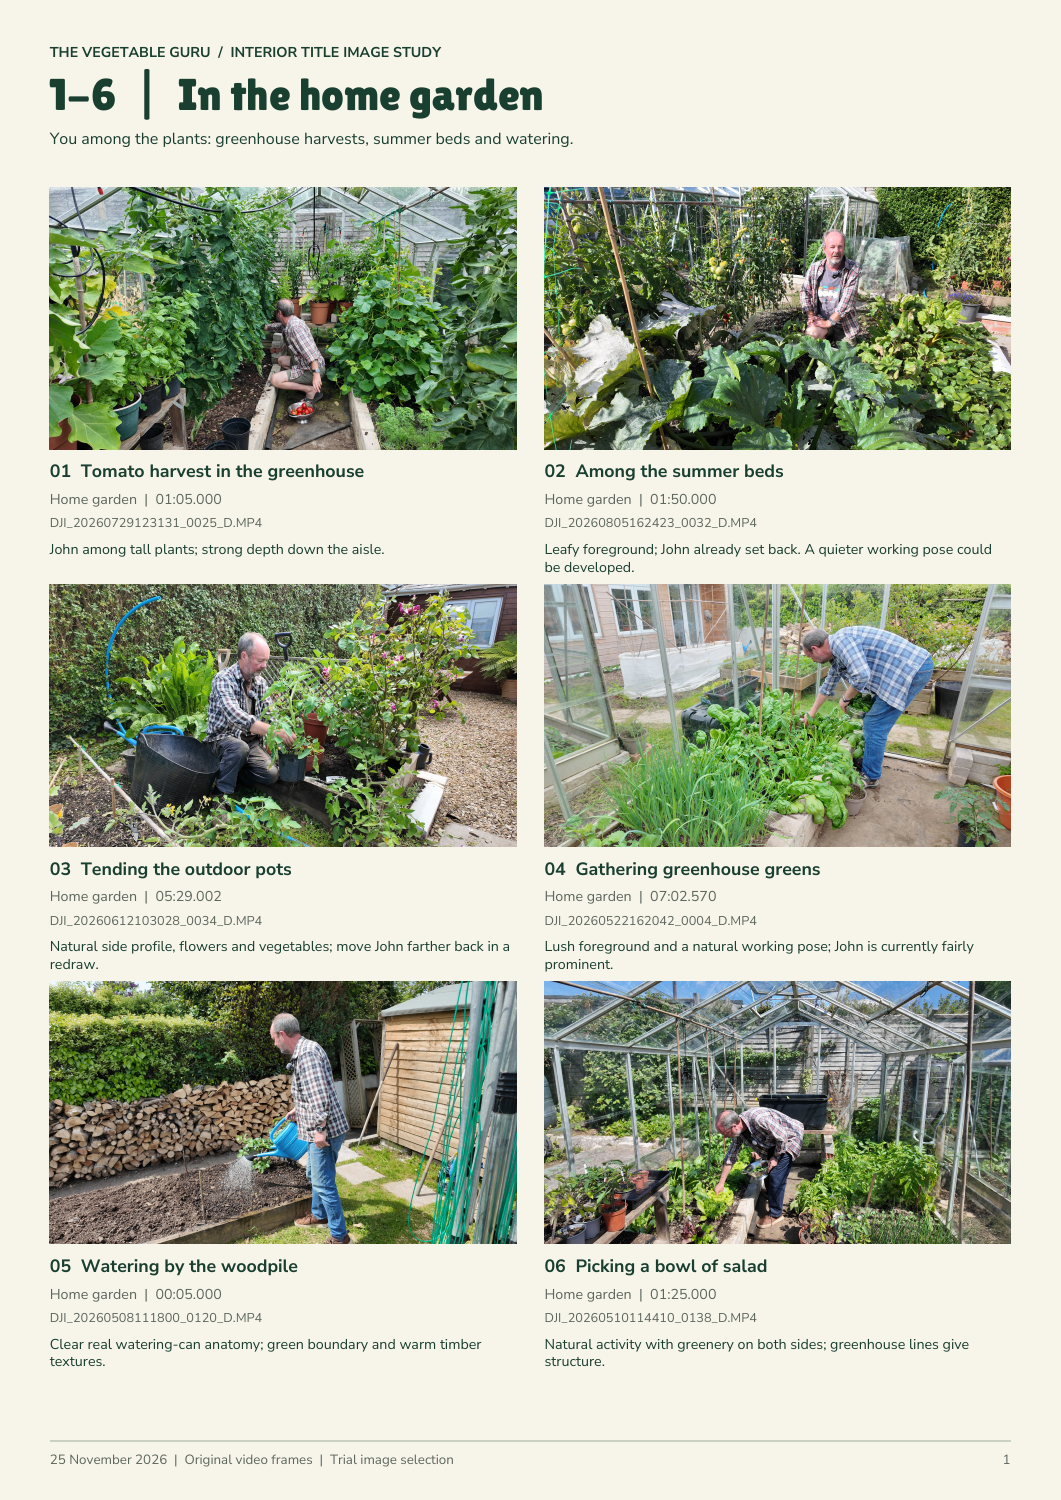 THE VEGETABLE GURU / INTERIOR TITLE IMAGE STUDY
1–6 | In the home garden
You among the plants: greenhouse harvests, summer beds and watering.
01 Tomato harvest in the greenhouse
Home garden | 01:05.000
DJI_20260729123131_0025_D.MP4
John among tall plants; strong depth down the aisle.
02 Among the summer beds
Home garden | 01:50.000
DJI_20260805162423_0032_D.MP4
Leafy foreground; John already set back. A quieter working pose could
be developed.
03 Tending the outdoor pots
Home garden | 05:29.002
DJI_20260612103028_0034_D.MP4
Natural side profile, flowers and vegetables; move John farther back in a
redraw.
04 Gathering greenhouse greens
Home garden | 07:02.570
DJI_20260522162042_0004_D.MP4
Lush foreground and a natural working pose; John is currently fairly
prominent.
05 Watering by the woodpile
Home garden | 00:05.000
DJI_20260508111800_0120_D.MP4
Clear real watering-can anatomy; green boundary and warm timber
textures.
06 Picking a bowl of salad
Home garden | 01:25.000
DJI_20260510114410_0138_D.MP4
Natural activity with greenery on both sides; greenhouse lines give
structure.
25 November 2026 | Original video frames | Trial image selection
1